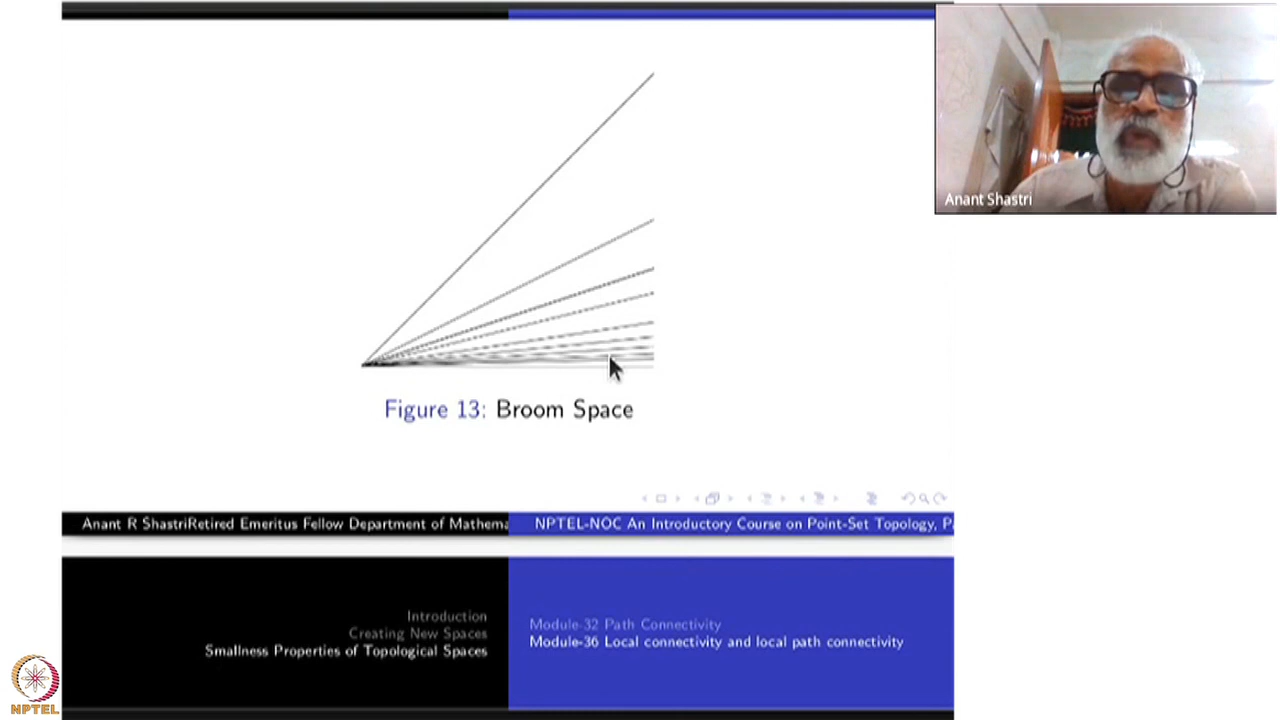 Anant Shastri
Figure 13: Broom Space
Anant R ShastriRetired Emeritus Fellow Department of Mathema
NPTEL-NOC An Introductory Course on Point-Set Topology, Pa
Introduction
Creating New Spaces
Smallness Properties of Topological Spaces
Module-32 Path Connectivity
Module-36 Local connectivity and local path connectivity
NPTEL